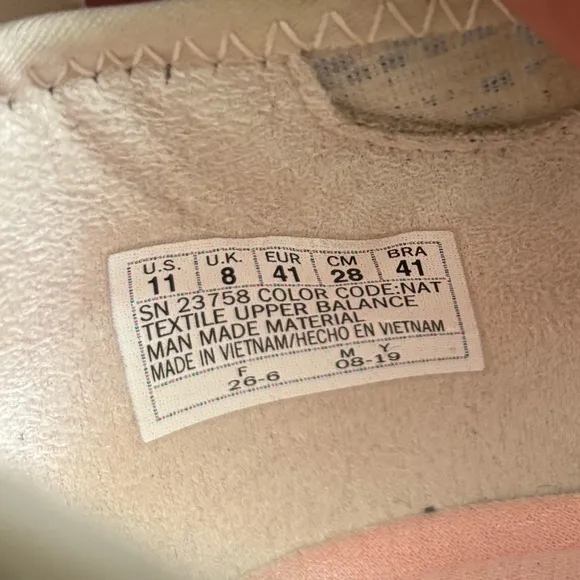 U.S. U.K. EUR CM BRA
11 8 41 28 41
SN 23758 COLOR CODE:NAT
TEXTILE UPPER BALANCE
MAN MADE MATERIAL
MADE IN VIETNAM/HECHO EN VIETNAM
F M Y
26-6 08-19